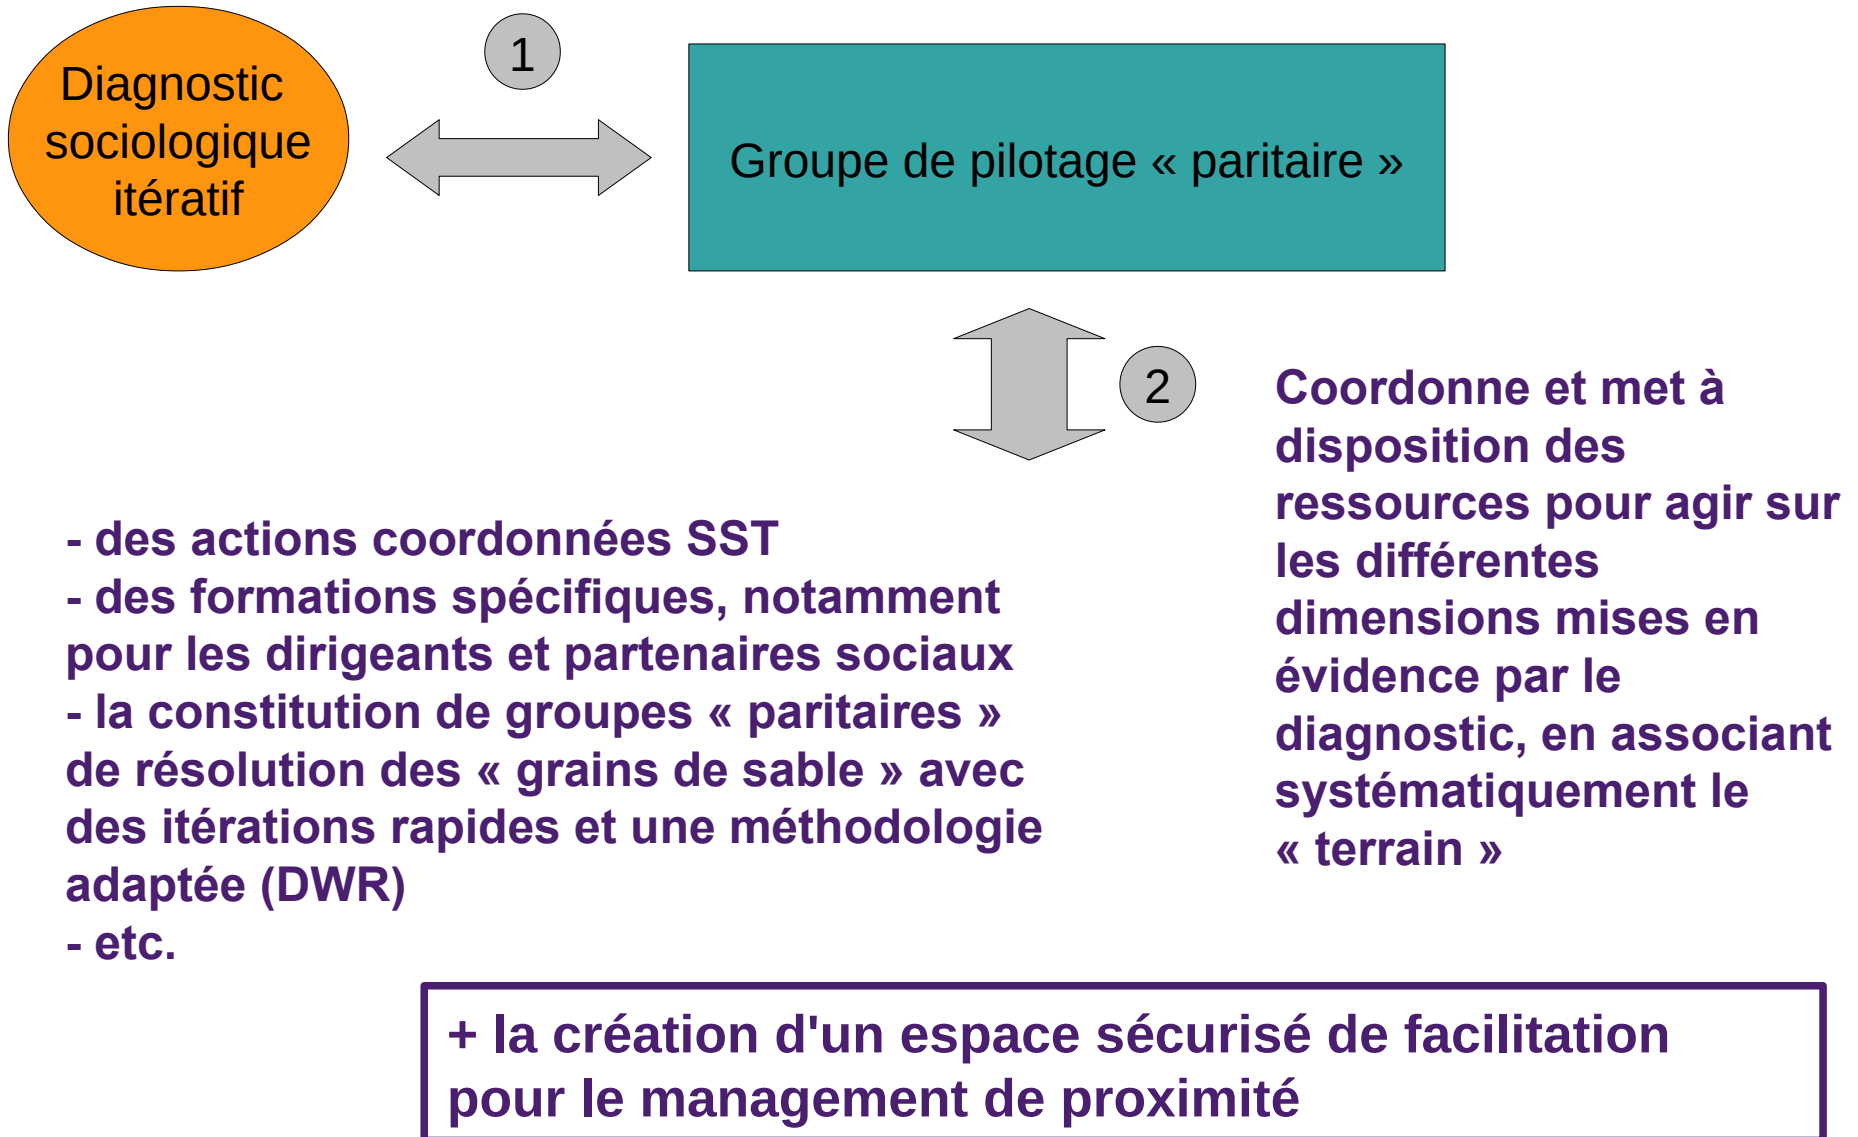 Diagnostic
sociologique
itératif
1
Groupe de pilotage « paritaire »
2
Coordonne et met à
disposition des
ressources pour agir sur
les différentes
dimensions mises en
évidence par le
diagnostic, en associant
systématiquement le
« terrain »
- des actions coordonnées SST
- des formations spécifiques, notamment
pour les dirigeants et partenaires sociaux
- la constitution de groupes « paritaires »
de résolution des « grains de sable » avec
des itérations rapides et une méthodologie
adaptée (DWR)
- etc.
+ la création d'un espace sécurisé de facilitation
pour le management de proximité